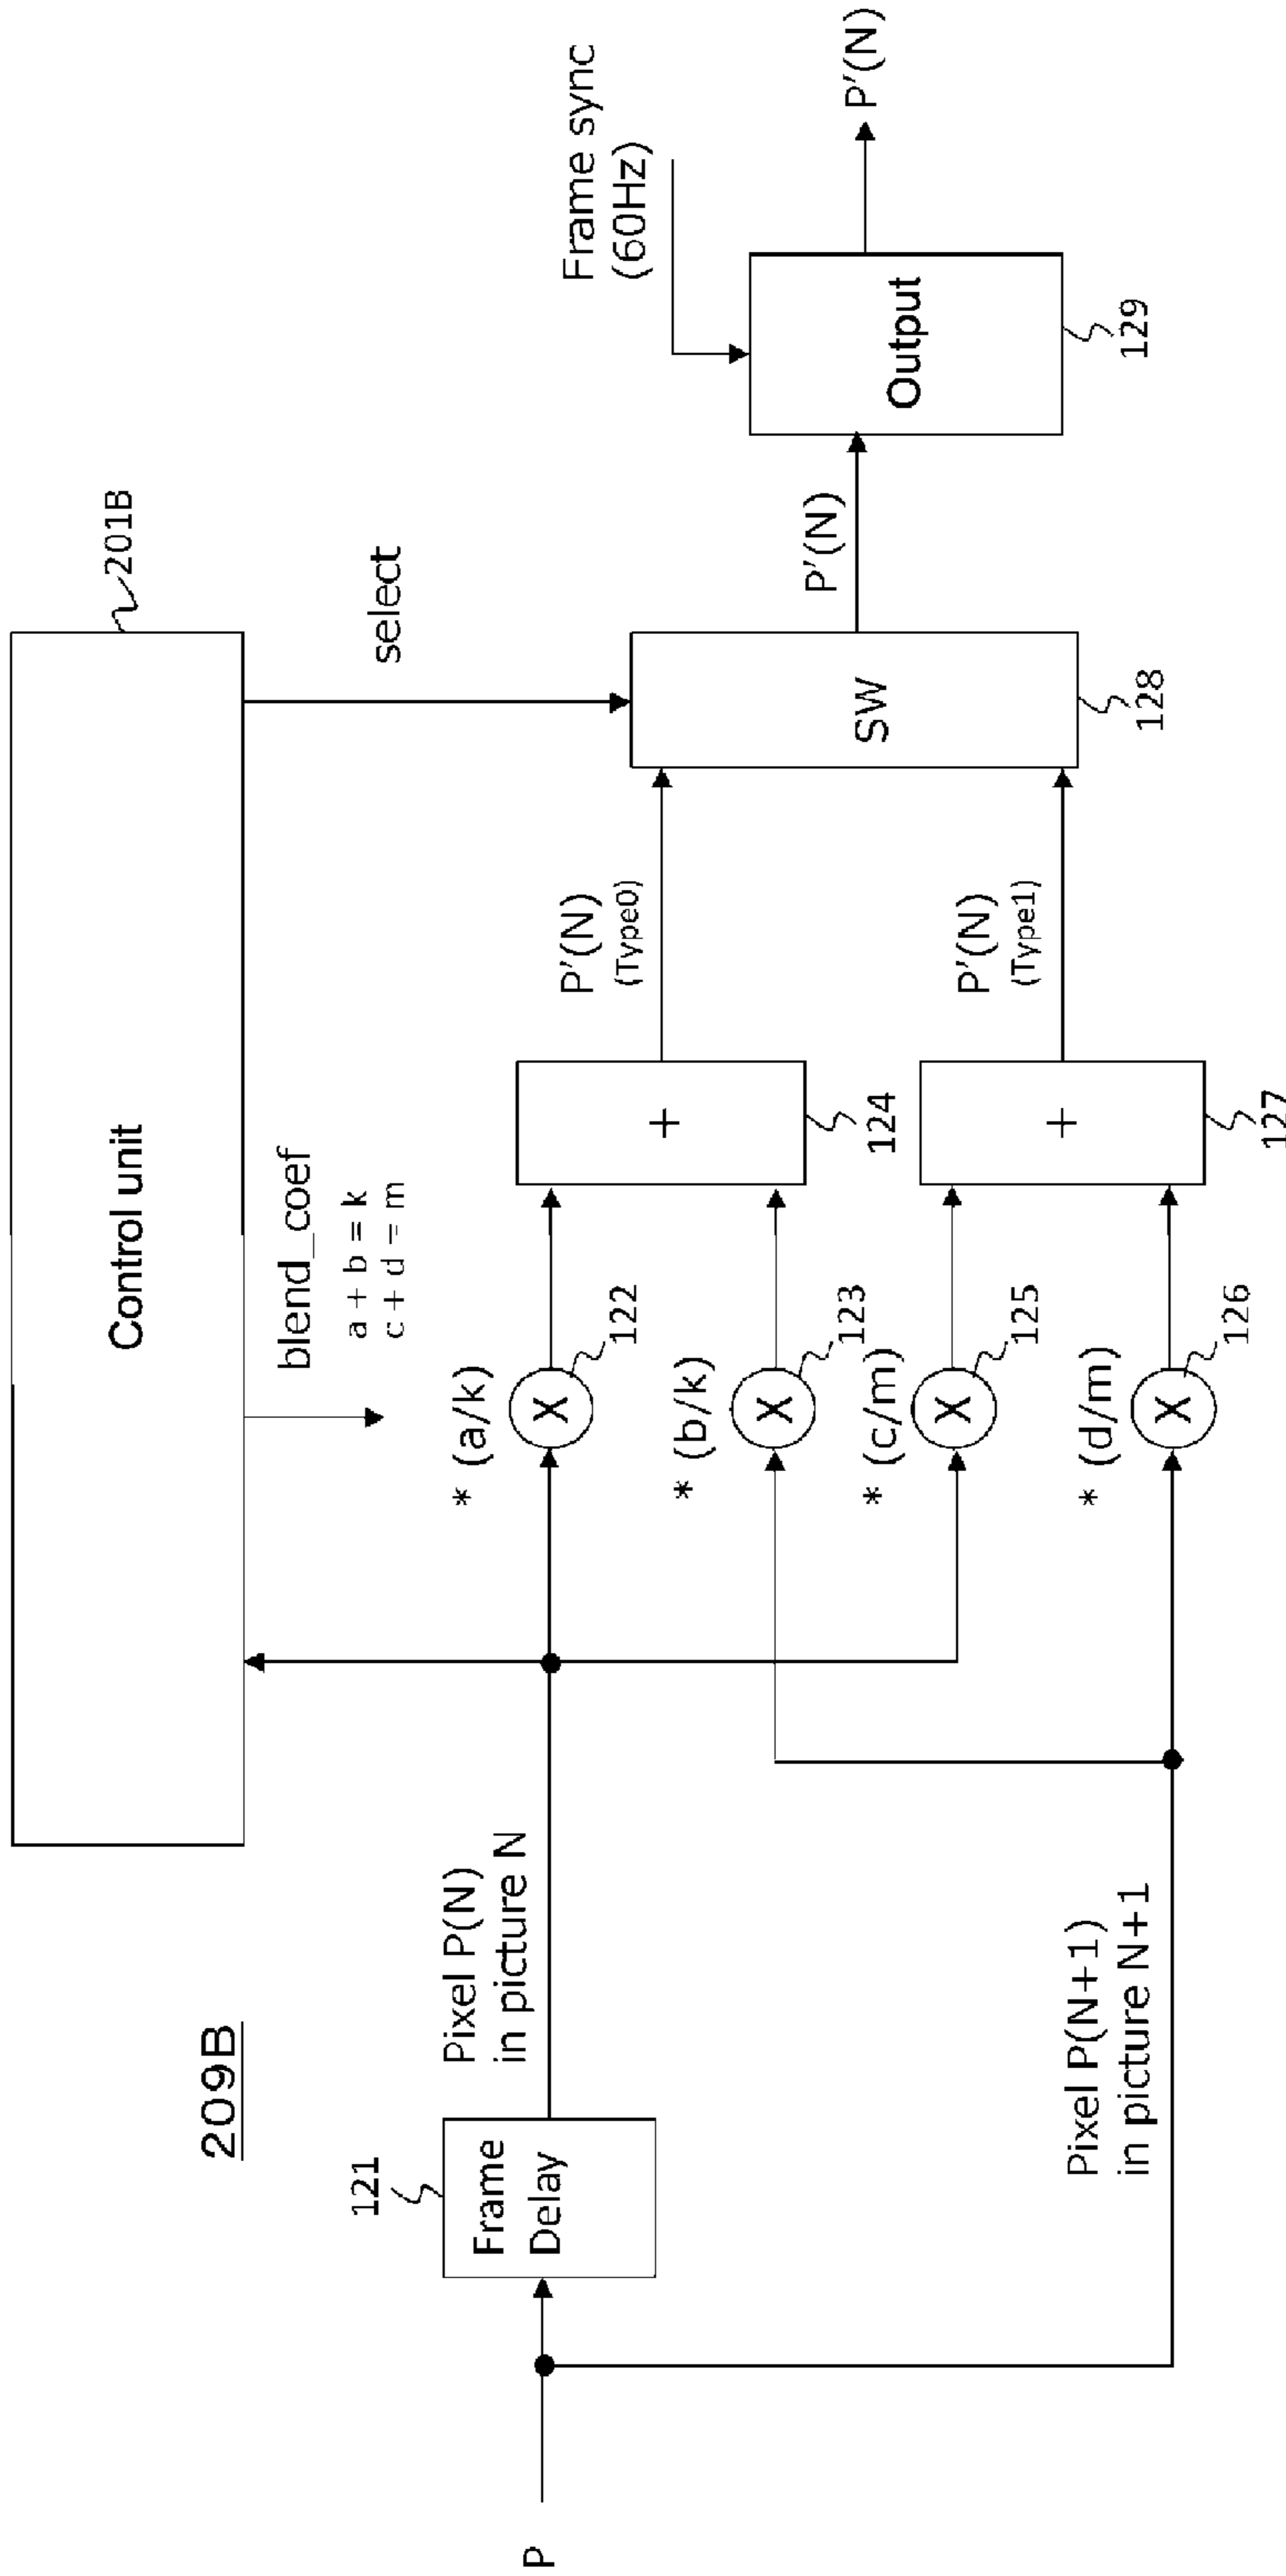 209B
Control unit
201B
blend_coef
a + b = k
c + d = m
select
Frame sync
(60Hz)
P
121
Frame
Delay
Pixel P(N)
in picture N
Pixel P(N+1)
in picture N+1
* (a/k)
X
122
* (b/k)
X
123
* (c/m)
X
125
* (d/m)
X
126
+
124
+
127
P'(N)
(Type0)
P'(N)
(Type1)
SW
128
P'(N)
Output
129
P'(N)